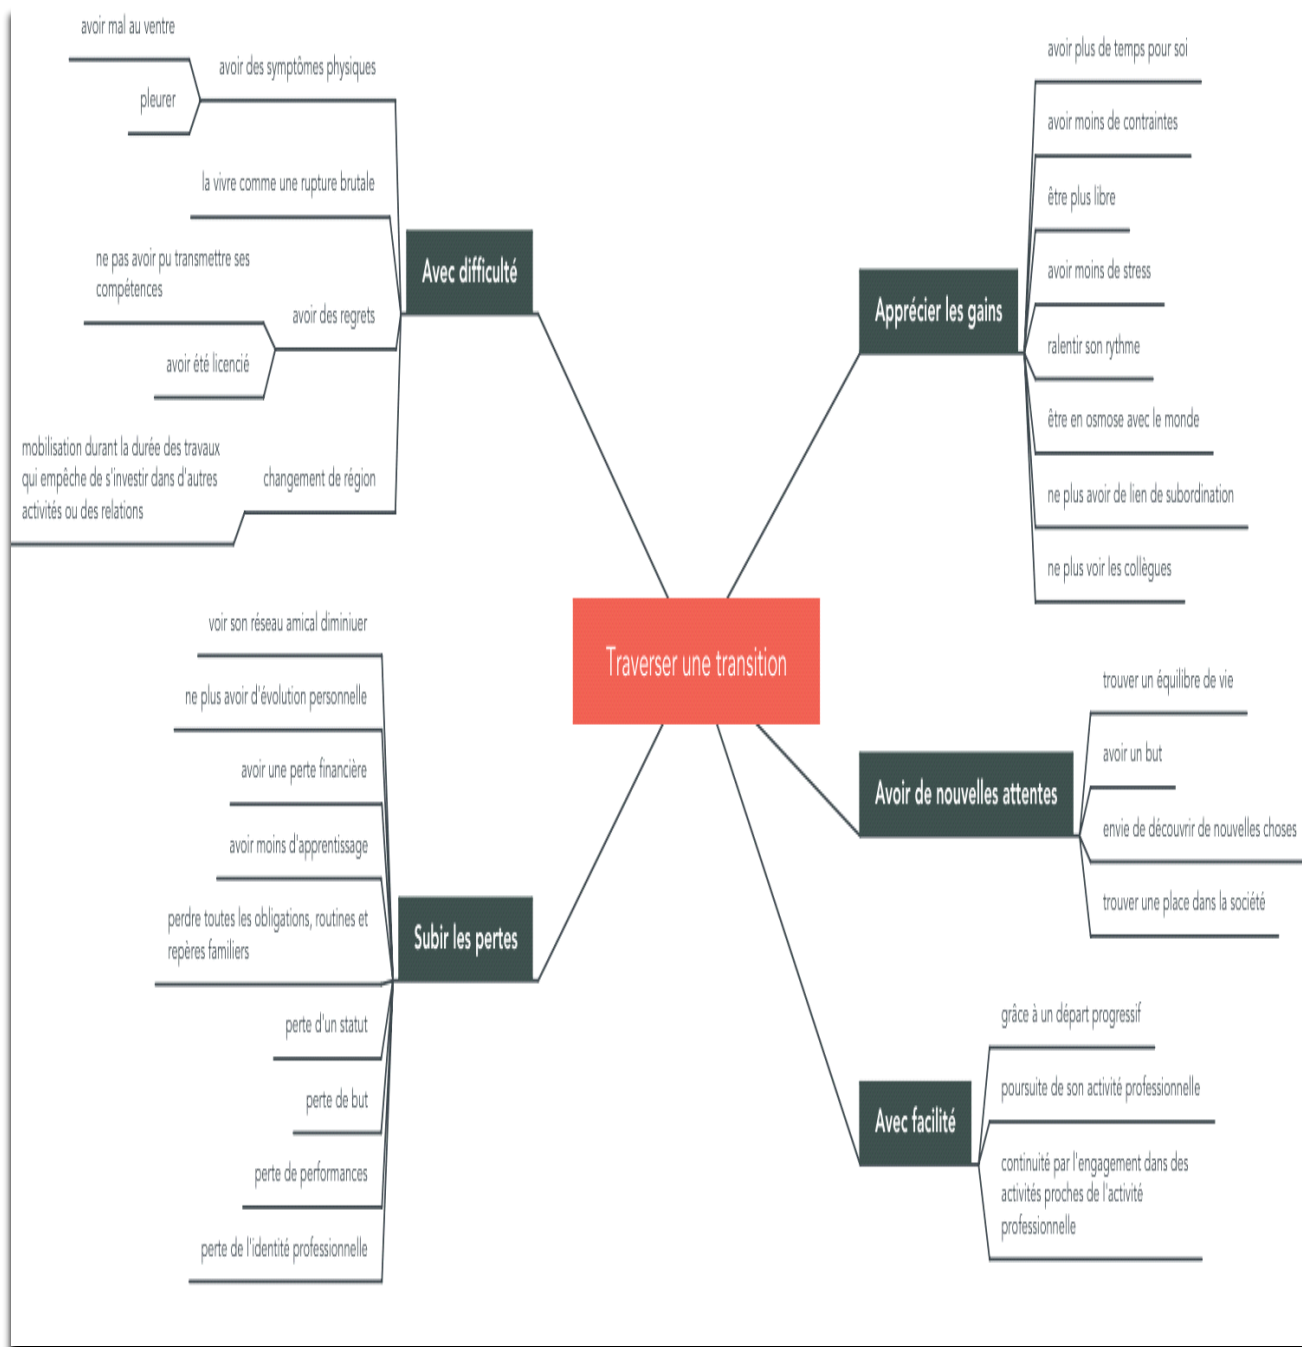 Traverser une transition
Avec difficulté
avoir des symptômes physiques
avoir mal au ventre
pleurer
la vivre comme une rupture brutale
avoir des regrets
ne pas avoir pu transmettre ses
compétences
avoir été licencié
changement de région
mobilisation durant la durée des travaux
qui empêche de s'investir dans d'autres
activités ou des relations
Subir les pertes
voir son réseau amical diminiuer
ne plus avoir d'évolution personnelle
avoir une perte financière
avoir moins d'apprentissage
perdre toutes les obligations, routines et
repères familiers
perte d'un statut
perte de but
perte de performances
perte de l'identité professionnelle
Apprécier les gains
avoir plus de temps pour soi
avoir moins de contraintes
être plus libre
avoir moins de stress
ralentir son rythme
être en osmose avec le monde
ne plus avoir de lien de subordination
ne plus voir les collègues
Avoir de nouvelles attentes
trouver un équilibre de vie
avoir un but
envie de découvrir de nouvelles choses
trouver une place dans la société
Avec facilité
grâce à un départ progressif
poursuite de son activité professionnelle
continuité par l'engagement dans des
activités proches de l'activité
professionnelle